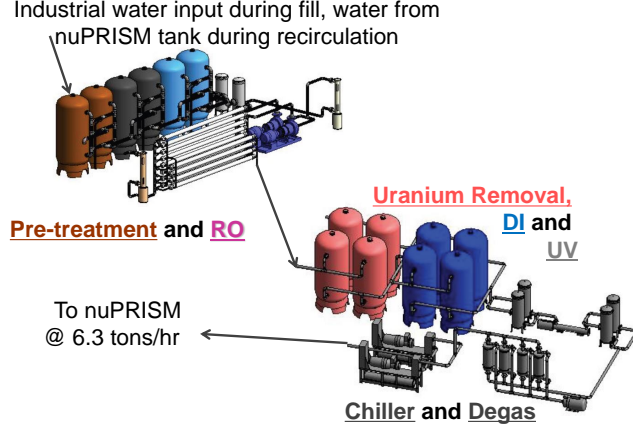 Industrial water input during fill, water from
nuPRISM tank during recirculation
Uranium Removal,
DI and
UV
Pre-treatment and RO
To nuPRISM
@ 6.3 tons/hr
Chiller and Degas